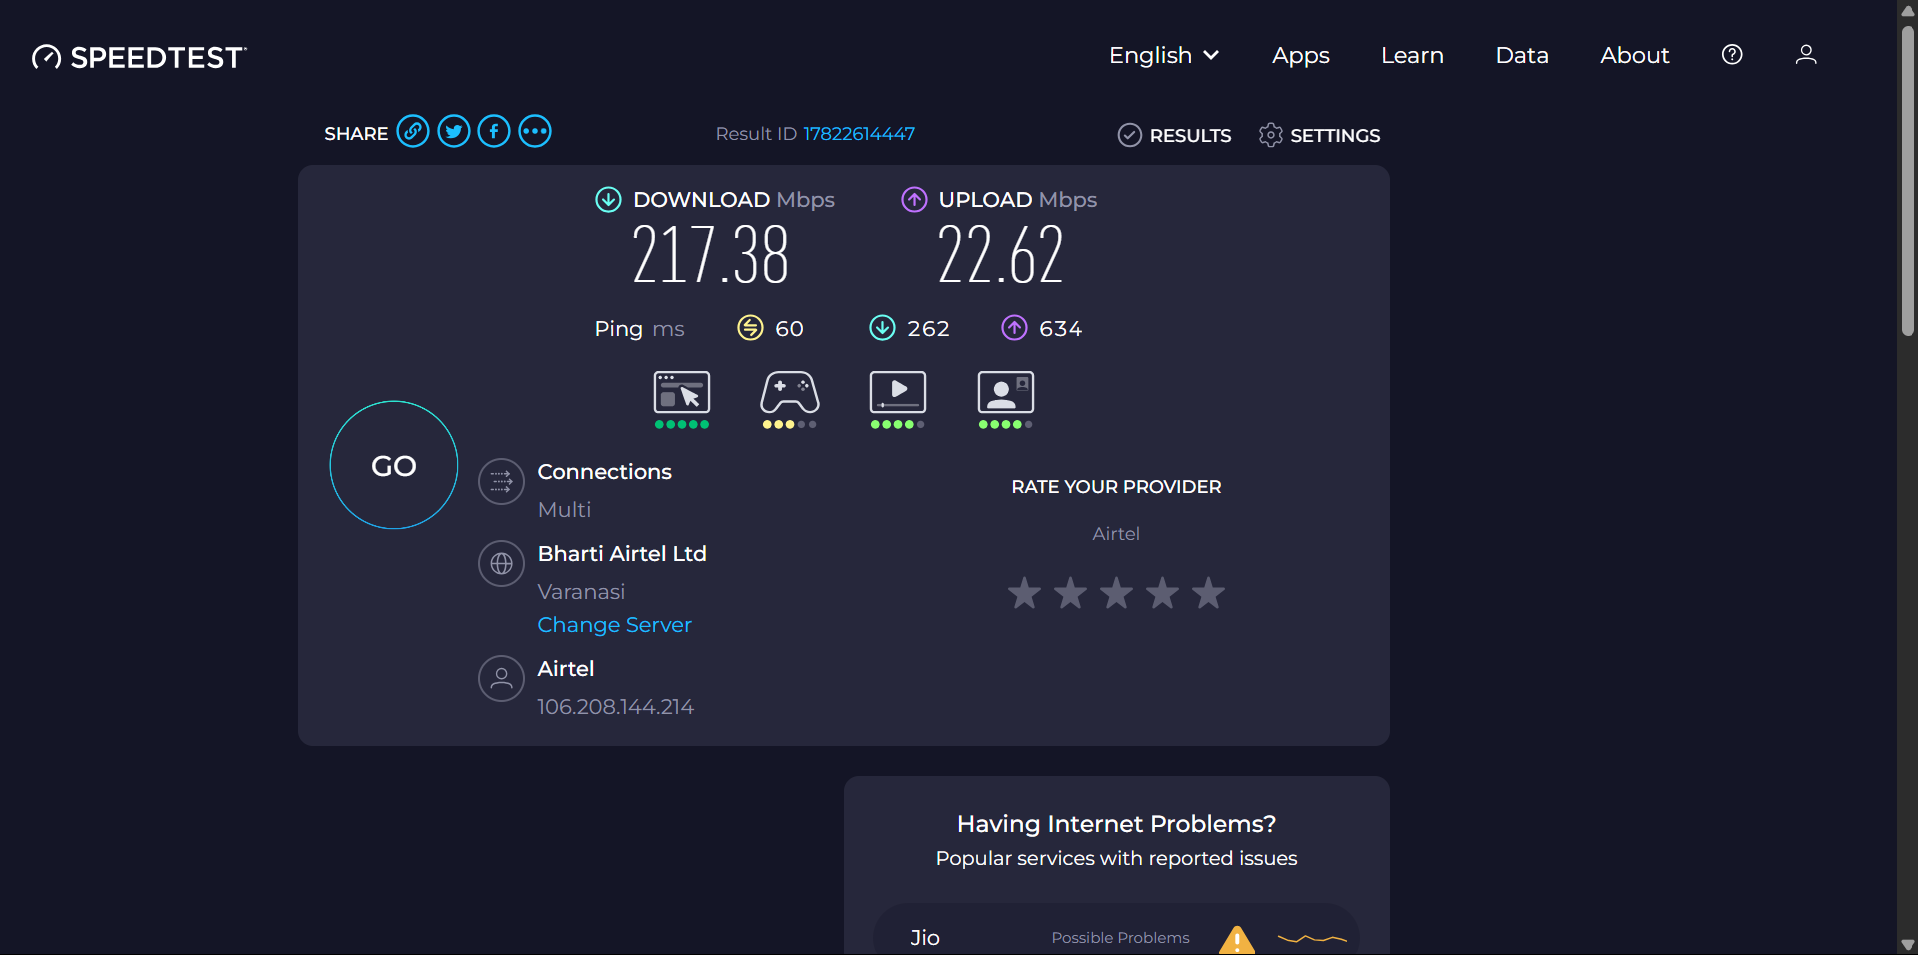 SPEEDTEST
English Apps Learn Data About
SHARE
Result ID 17822614447
RESULTS SETTINGS
DOWNLOAD Mbps
217.38
UPLOAD Mbps
22.62
Ping ms 60 262 634
GO
Connections
Multi
Bharti Airtel Ltd
Varanasi
Change Server
Airtel
106.208.144.214
RATE YOUR PROVIDER
Airtel
Having Internet Problems?
Popular services with reported issues
Jio Possible Problems